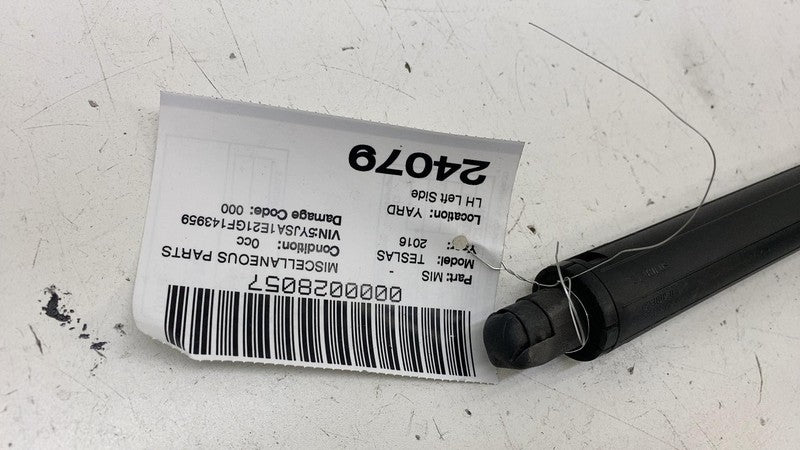 0000028057
MISCELLANEOUS PARTS
Part: MIS
-
Model: TESLAS
Condition: 0cc
Year: 2016
VIN:5YJSA1E21GF143959
Location: YARD
Damage Code: 000
LH Left Side
24079